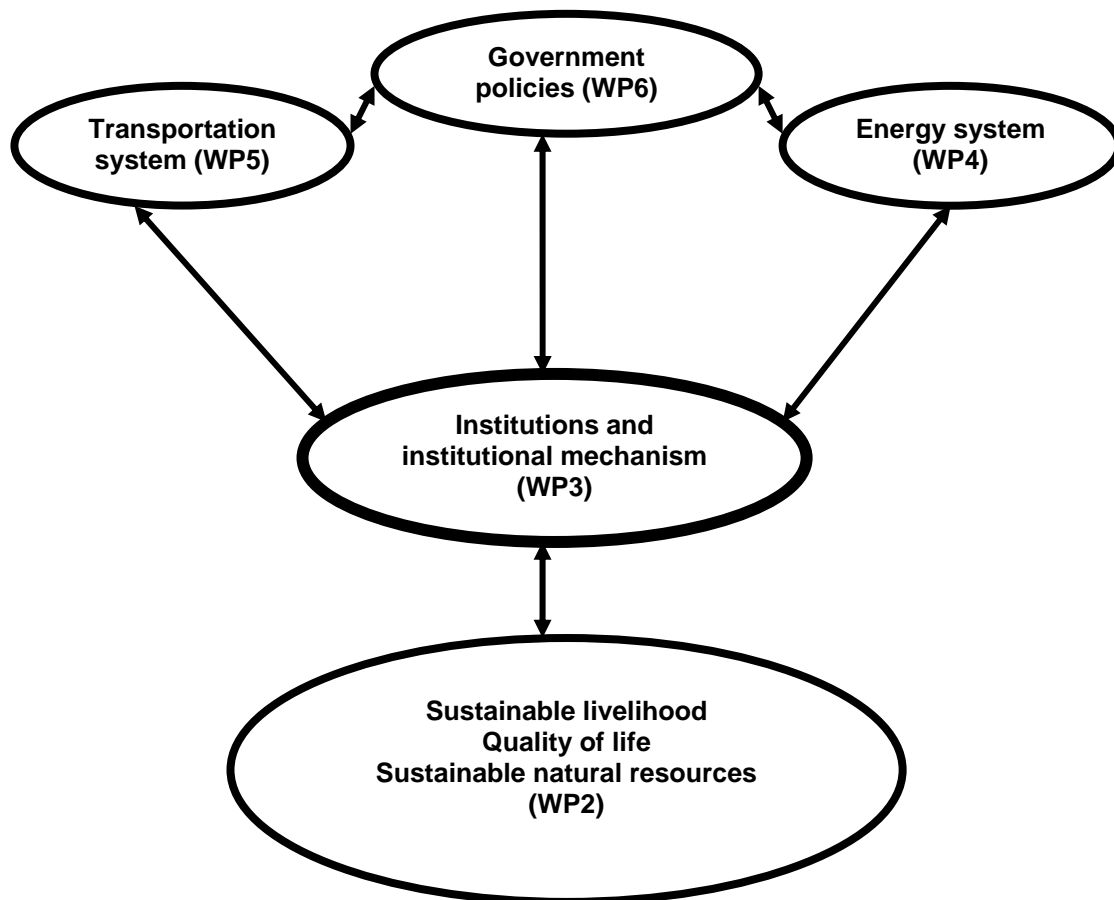 Government
policies (WP6)
Transportation
system (WP5)
Energy system
(WP4)
Institutions and
institutional mechanism
(WP3)
Sustainable livelihood
Quality of life
Sustainable natural resources
(WP2)